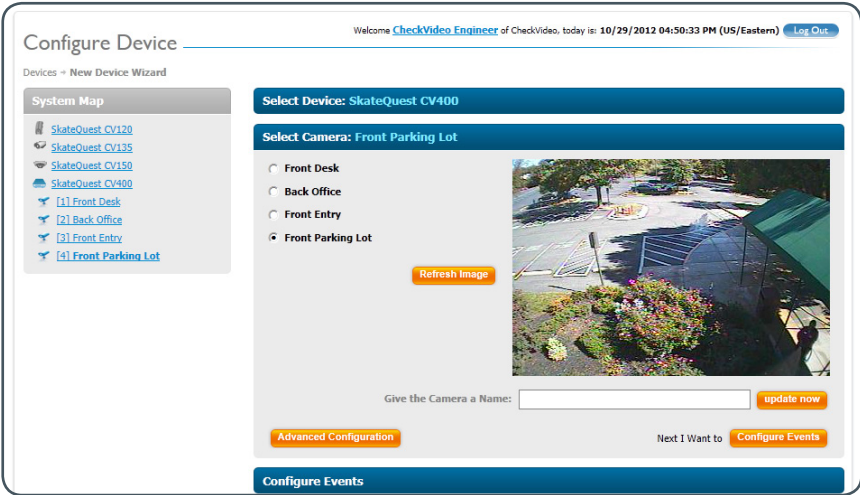 Welcome CheckVideo Engineer of CheckVideo, today is: 10/29/2012 04:50:33 PM (US/Eastern) Log Out
Configure Device
Devices → New Device Wizard
System Map
SkateQuest CV120
SkateQuest CV135
SkateQuest CV150
SkateQuest CV400
[1] Front Desk
[2] Back Office
[3] Front Entry
[4] Front Parking Lot
Select Device: SkateQuest CV400
Select Camera: Front Parking Lot
Front Desk
Back Office
Front Entry
Front Parking Lot
Refresh Image
Give the Camera a Name: update now
Advanced Configuration Next I Want to Configure Events
Configure Events